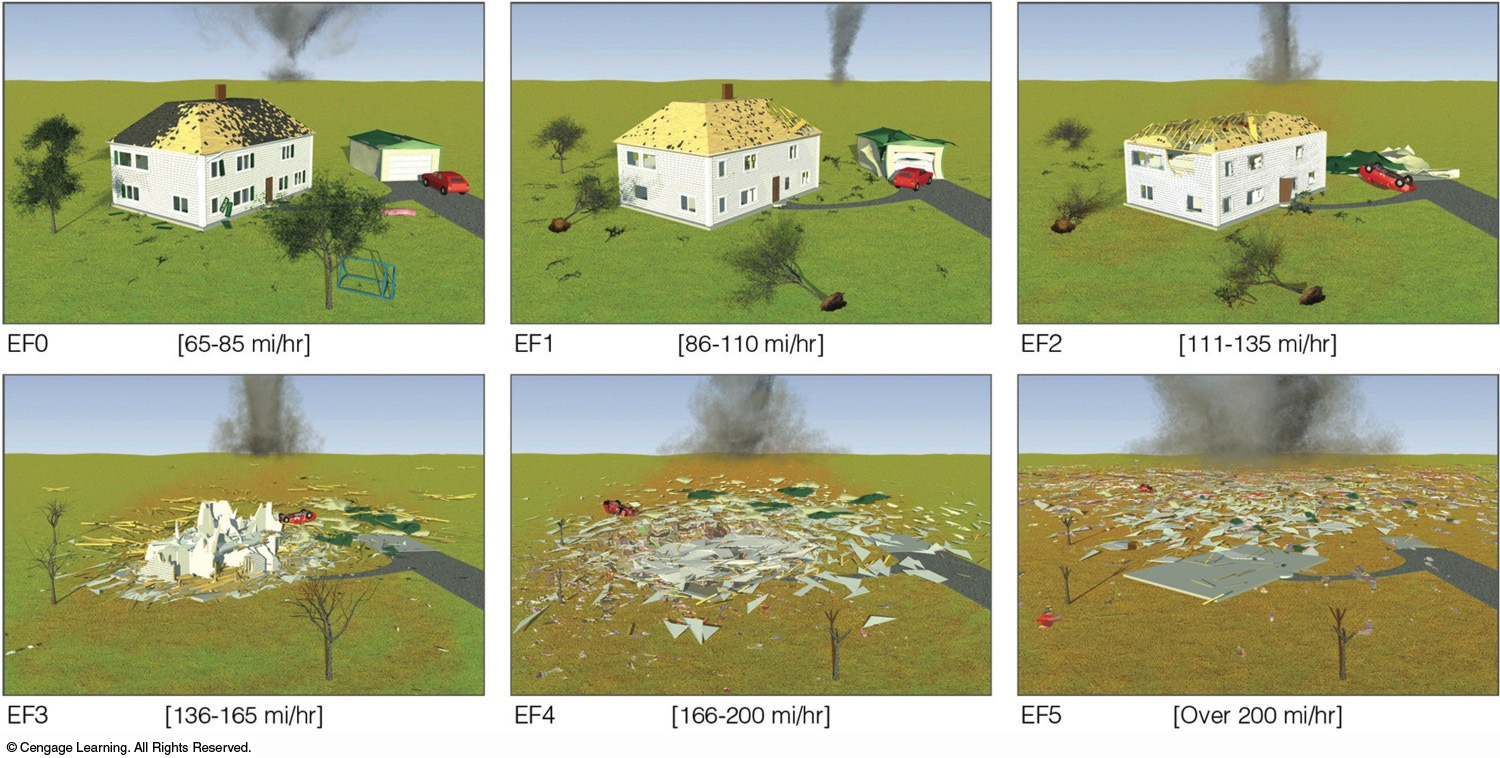 EF0 [65-85 mi/hr]
EF1 [86-110 mi/hr]
EF2 [111-135 mi/hr]
EF3 [136-165 mi/hr]
EF4 [166-200 mi/hr]
EF5 [Over 200 mi/hr]
© Cengage Learning. All Rights Reserved.